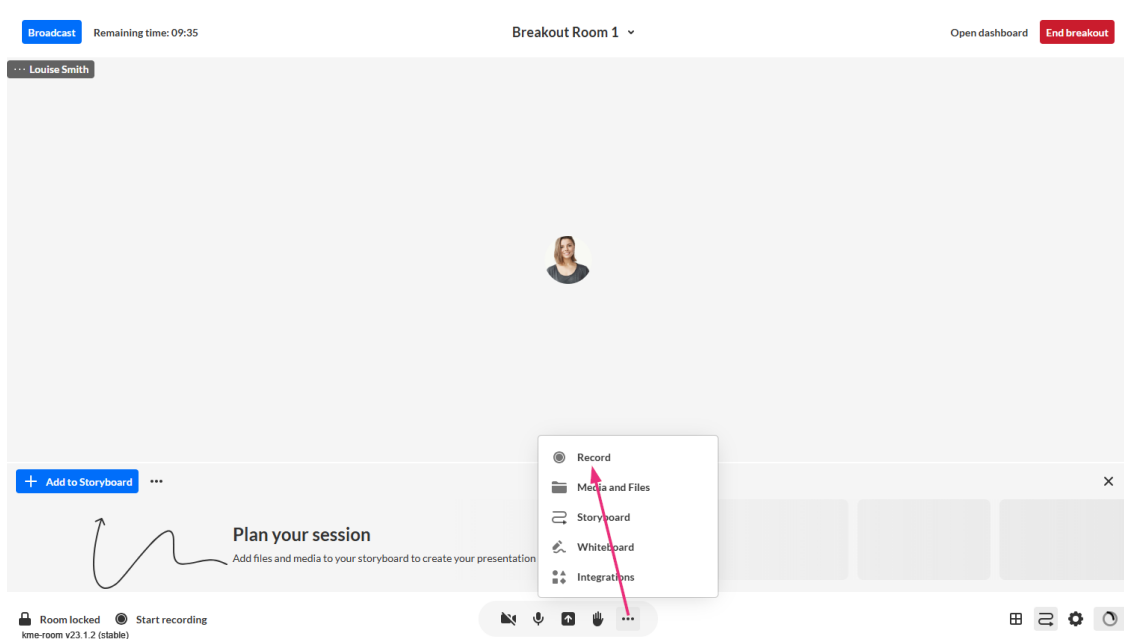 Broadcast
Remaining time: 09:35
Breakout Room 1
Open dashboard
End breakout
··· Louise Smith
Record
Media and Files
Storyboard
Whiteboard
Integrations
+ Add to Storyboard
Plan your session
Add files and media to your storyboard to create your presentation
Room locked
Start recording
kme-room v23.1.2 (stable)